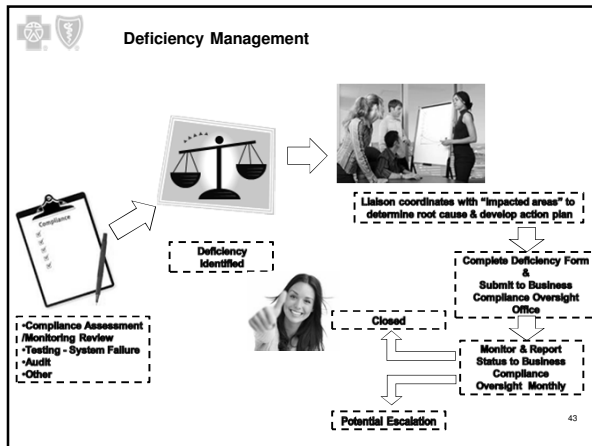 Deficiency Management
Compliance
•Compliance Assessment
/Monitoring Review
•Testing - System Failure
•Audit
•Other
Deficiency
Identified
Liaison coordinates with “impacted areas” to
determine root cause & develop action plan
Complete Deficiency Form
&
Submit to Business
Compliance Oversight
Office
Monitor & Report
Status to Business
Compliance
Oversight Monthly
Closed
Potential Escalation
43